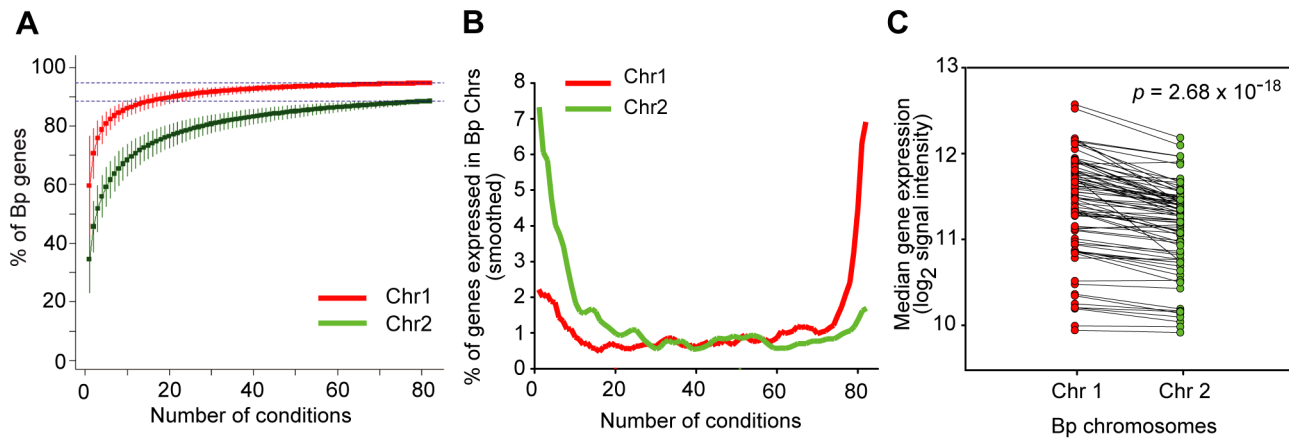 A
% of Bp genes
100
80
60
40
20
0
Chr1
Chr2
0
20
40
60
80
Number of conditions
B
% of genes expressed in Bp Chrs
(smoothed)
8
7
6
5
4
3
2
1
0
Chr1
Chr2
0
20
40
60
80
Number of conditions
C
Median gene expression
(log2 signal intensity)
13
12
11
10
p = 2.68 x 10−18
Chr 1
Chr 2
Bp chromosomes